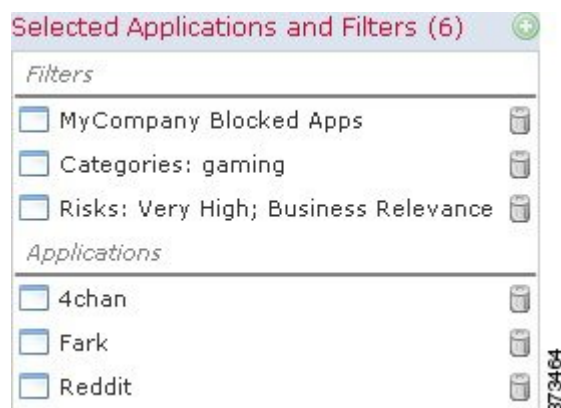 Selected Applications and Filters (6)
Filters
MyCompany Blocked Apps
Categories: gaming
Risks: Very High; Business Relevance
Applications
4chan
Fark
Reddit
373464